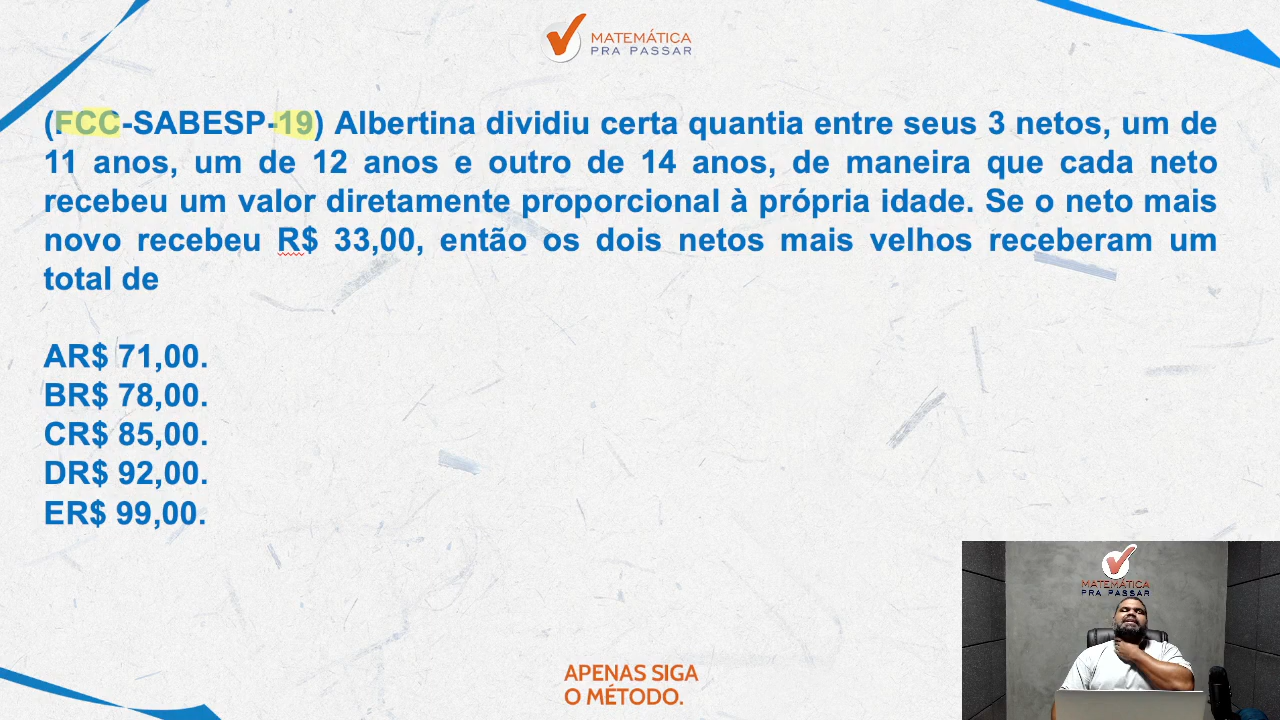 MATEMÁTICA
PRA PASSAR
(FCC-SABESP-19) Albertina dividiu certa quantia entre seus 3 netos, um de
11 anos, um de 12 anos e outro de 14 anos, de maneira que cada neto
recebeu um valor diretamente proporcional à própria idade. Se o neto mais
novo recebeu R$ 33,00, então os dois netos mais velhos receberam um
total de
AR$ 71,00.
BR$ 78,00.
CR$ 85,00.
DR$ 92,00.
ER$ 99,00.
MATEMÁTICA
PRA PASSAR
APENAS SIGA
O MÉTODO.